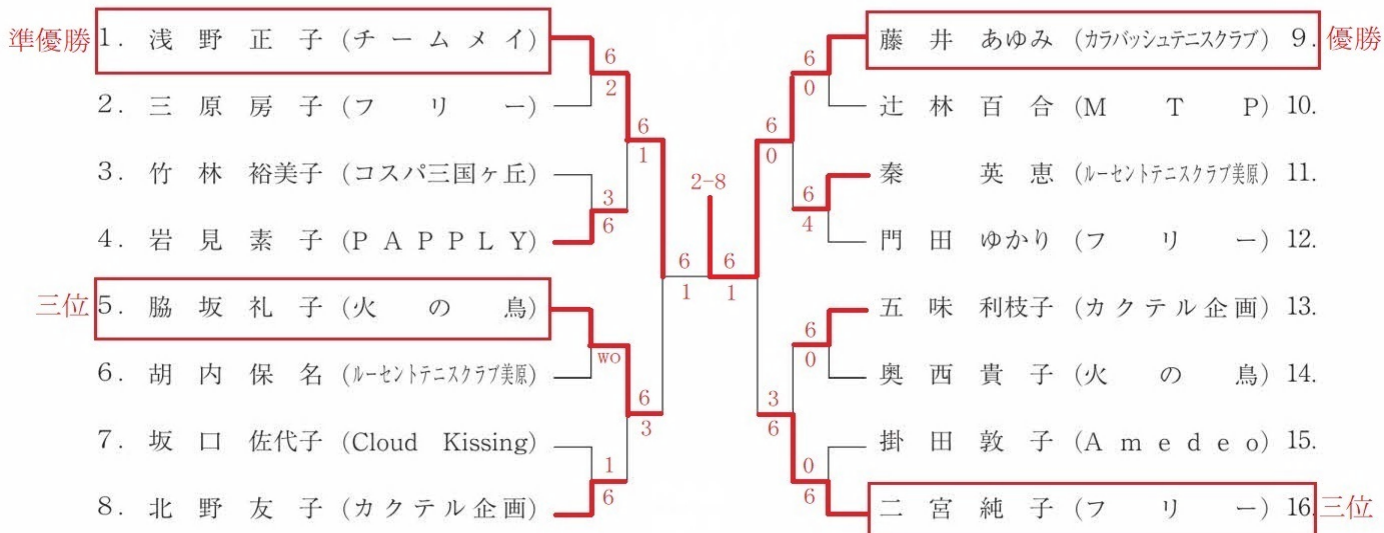 準優勝 1. 浅野正子 (チームメイ)
6
2
2. 三原房子 (フリー)
6
1
3. 竹林裕美子 (コスパ三国ヶ丘)
3
6
4. 岩見素子 (PAPPLY)
6
1
三位 5. 脇坂礼子 (火の鳥)
wo
6. 胡内保名 (ルーセントテニスクラブ美原)
6
3
7. 坂口佐代子 (Cloud Kissing)
1
6
8. 北野友子 (カクテル企画)
2-8
藤井あゆみ (カラバッシュテニスクラブ) 9. 優勝
6
0
辻林百合 (MTP) 10.
6
0
秦英恵 (ルーセントテニスクラブ美原) 11.
6
4
門田ゆかり (フリー) 12.
6
1
五味利枝子 (カクテル企画) 13.
6
0
奥西貴子 (火の鳥) 14.
3
6
掛田敦子 (Amedeo) 15.
0
6
二宮純子 (フリー) 16. 三位